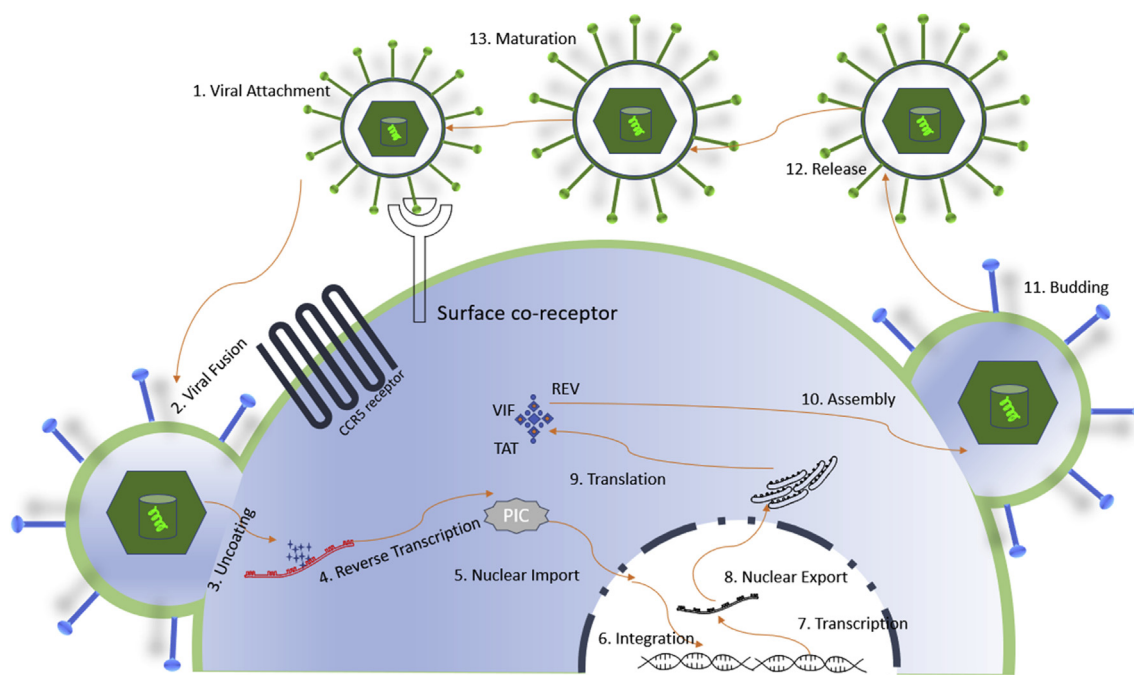 13. Maturation
1. Viral Attachment
12. Release
11. Budding
Surface co-receptor
2. Viral Fusion
CCR5 receptor
REV
VIF
TAT
10. Assembly
9. Translation
PIC
3. Uncoating
4. Reverse Transcription
5. Nuclear Import
8. Nuclear Export
6. Integration
7. Transcription